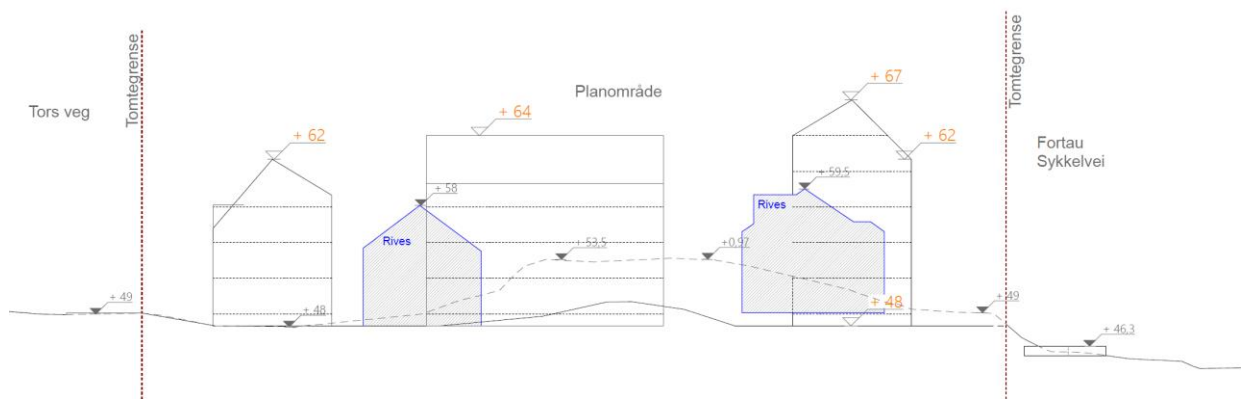 Tors veg
Tomtegrense
+ 62
+ 64
Planområde
+ 67
+ 62
Tomtegrense
Fortau
Sykkelvei
+ 58
Rives
+ 59,5
Rives
+ 53,5
+0,97
+ 49
+ 48
+ 48
+ 49
+ 46,3